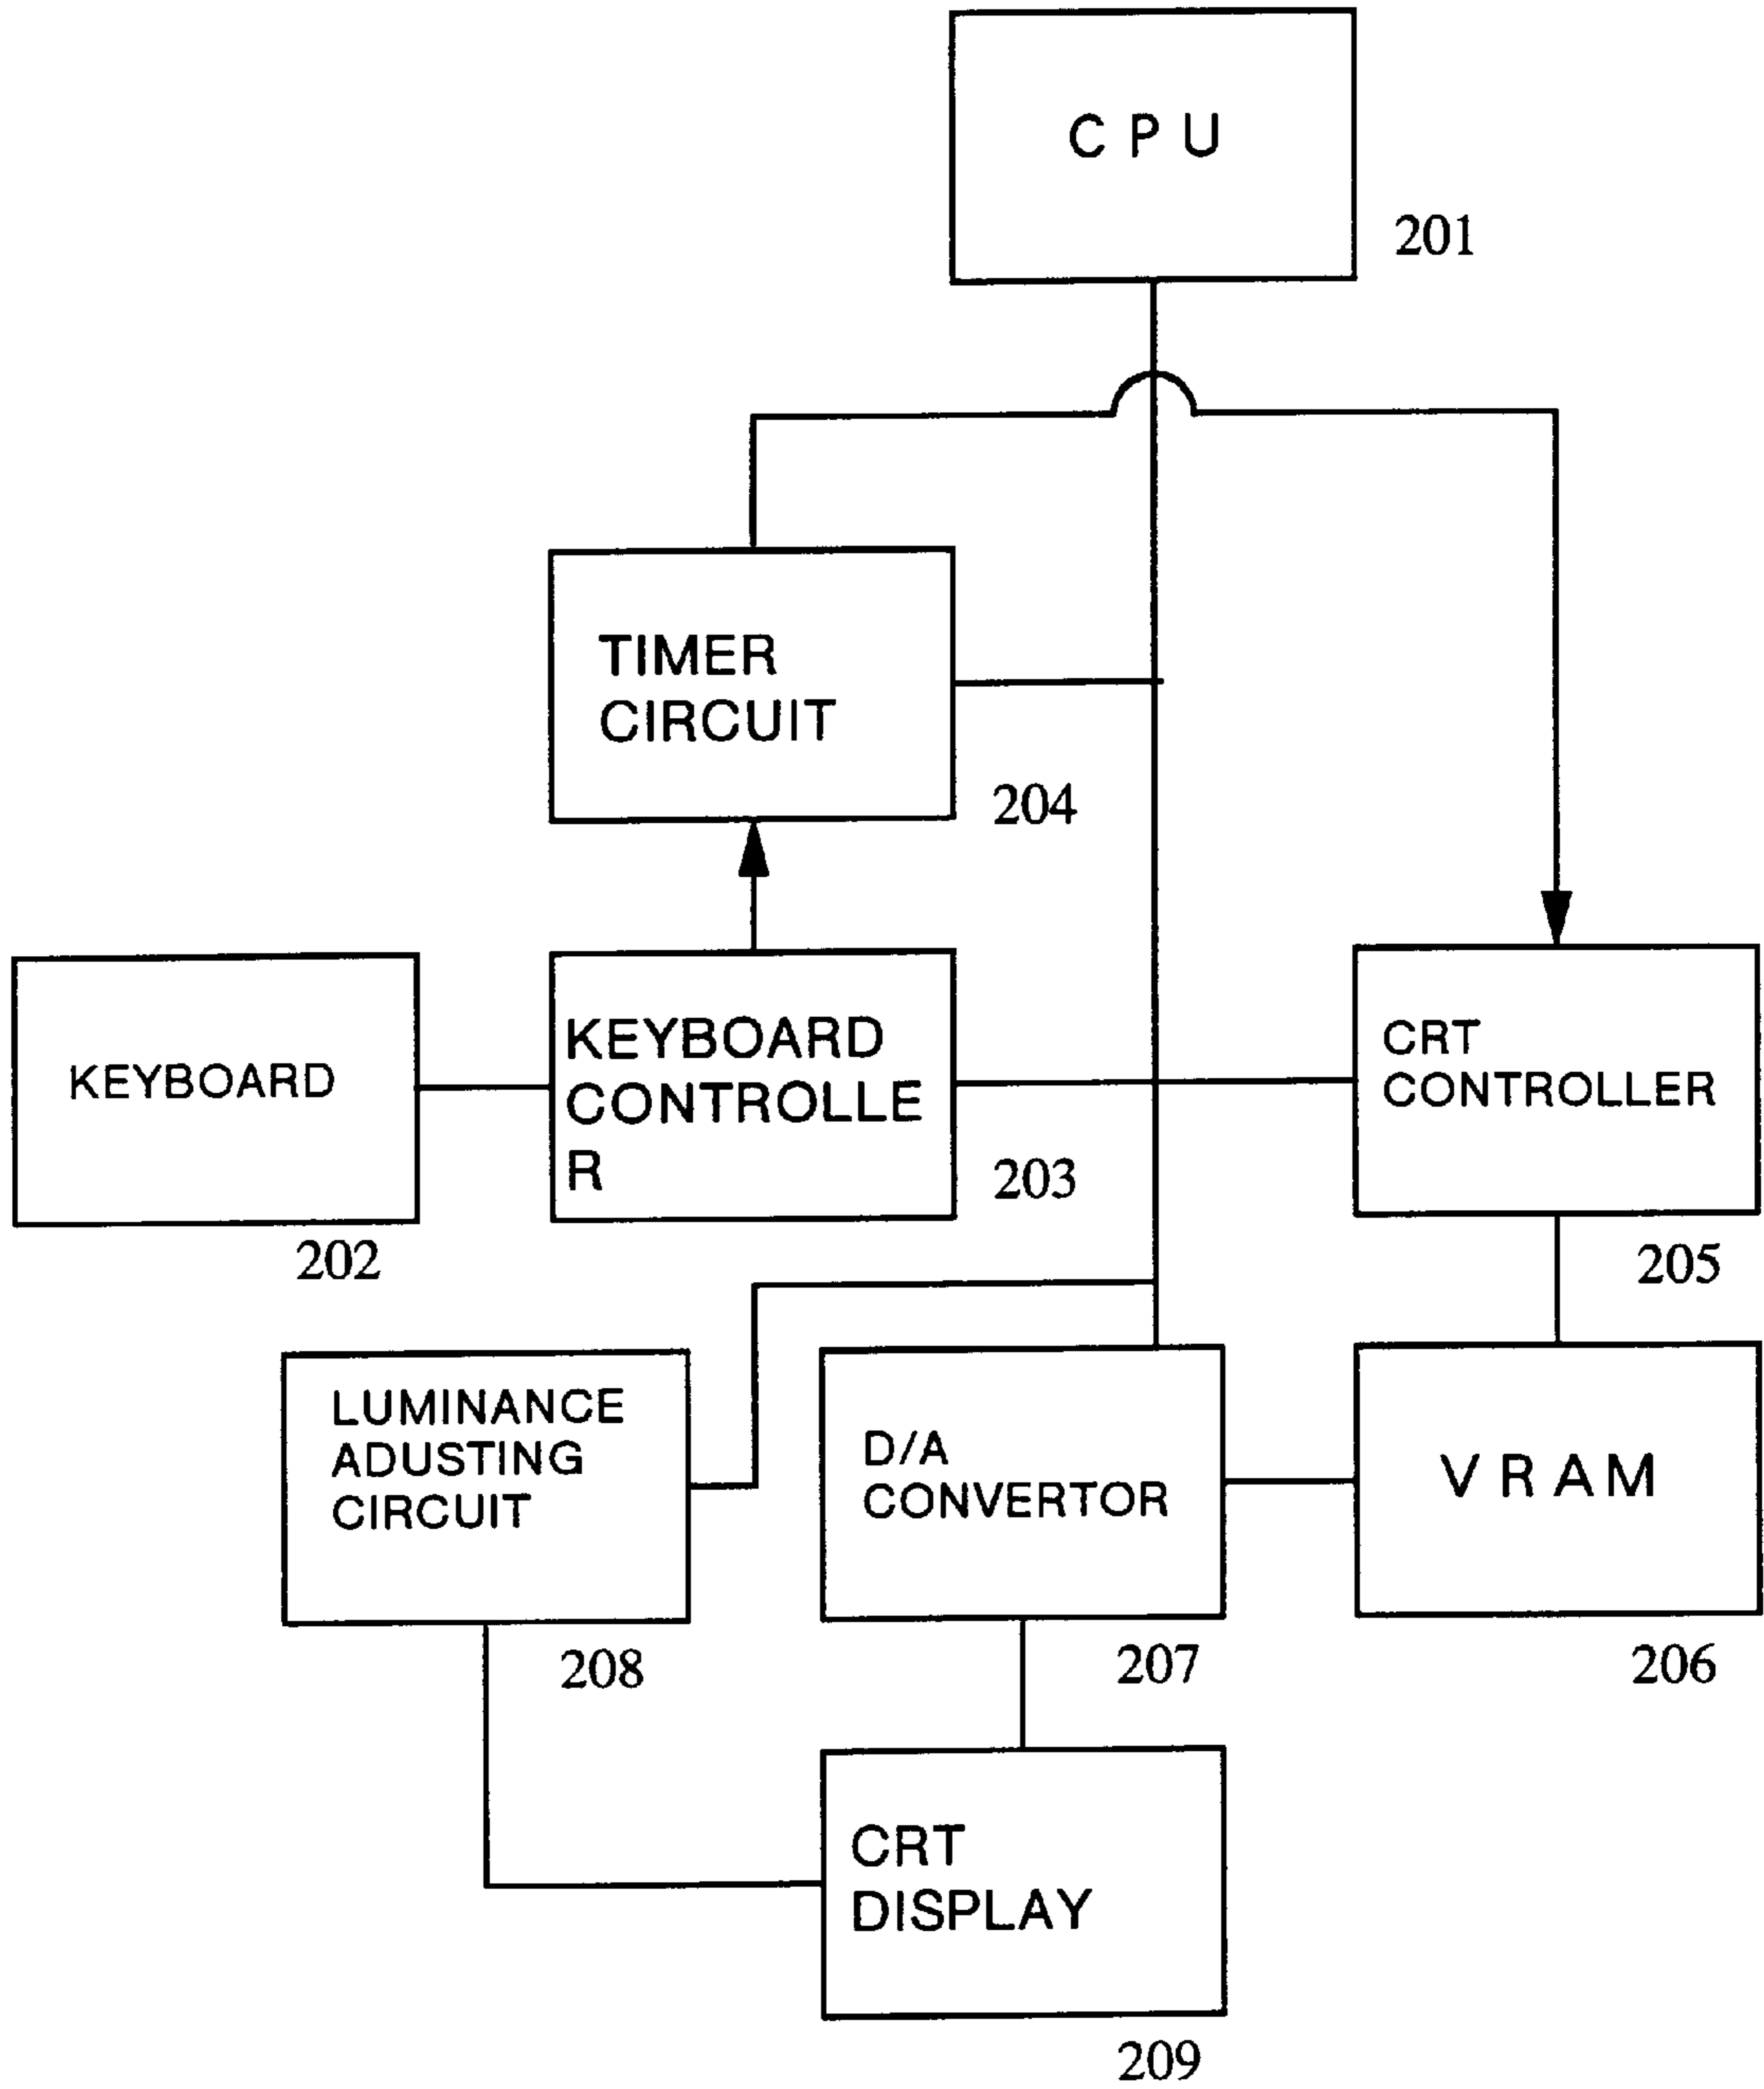 C P U
201
TIMER
CIRCUIT
204
KEYBOARD
202
KEYBOARD
CONTROLLE
R
203
CRT
CONTROLLER
205
LUMINANCE
ADUSTING
CIRCUIT
208
D/A
CONVERTOR
207
V R A M
206
CRT
DISPLAY
209